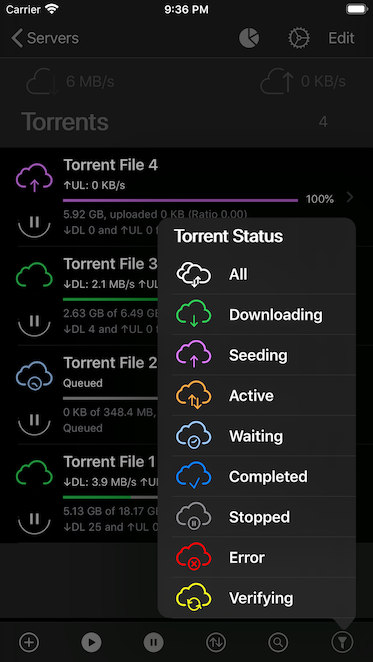 Carrier 9:36 PM
Servers Edit
6 MB/s 0 KB/s
Torrents 4
Torrent File 4
↑UL: 0 KB/s
100%
5.92 GB, uploaded 0 KB (Ratio 0.00)
↓DL 0 and ↑UL 0
Torrent File 3
↓DL: 2.1 MB/s ↑UL
2.63 GB of 6.49 G
↓DL 4 and ↑UL 0
Torrent File 2
Queued
0 KB of 348.4 MB,
Queued
Torrent File 1
↓DL: 3.9 MB/s ↑UL
5.13 GB of 18.17 G
↓DL 25 and ↑UL 0
Torrent Status
All
Downloading
Seeding
Active
Waiting
Completed
Stopped
Error
Verifying